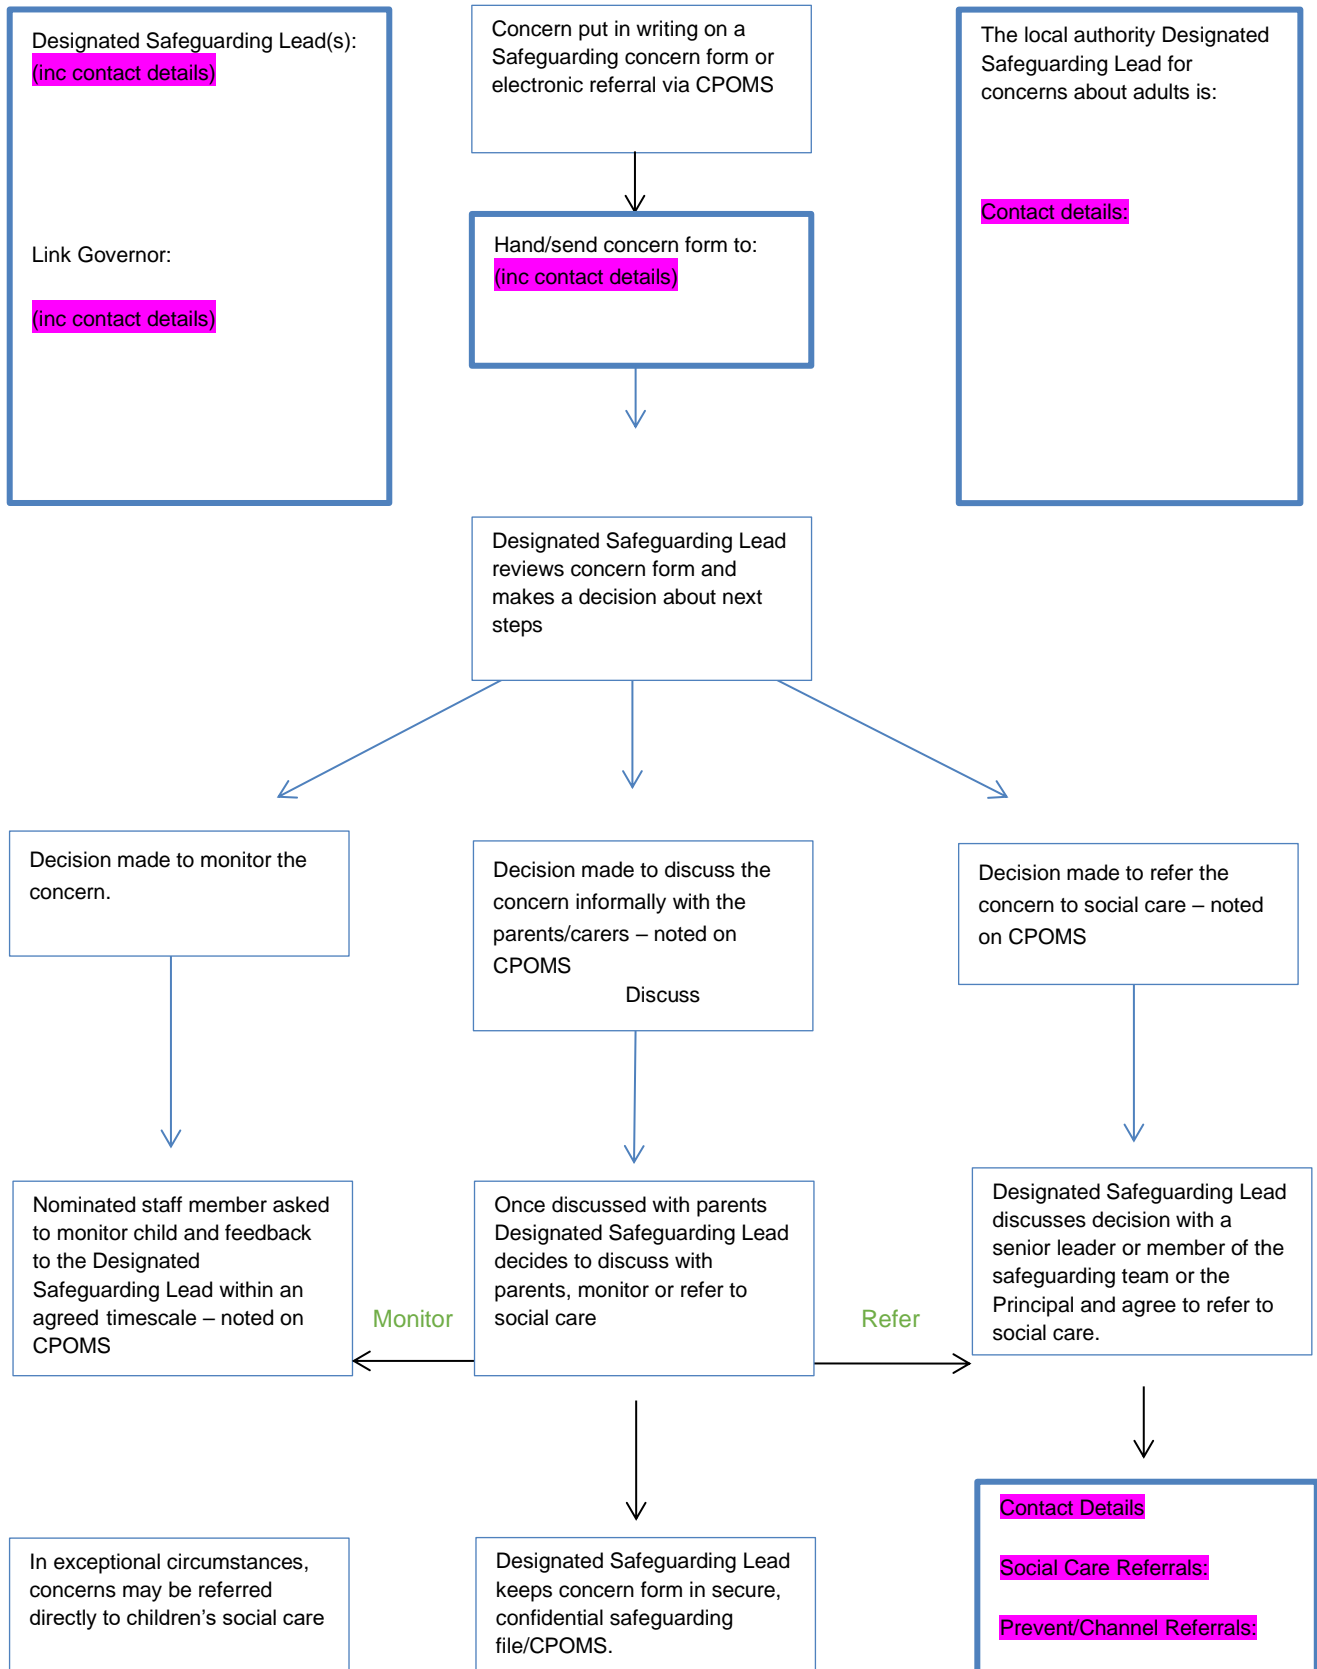 Designated Safeguarding Lead(s):
(inc contact details)
Link Governor:
(inc contact details)
Concern put in writing on a
Safeguarding concern form or
electronic referral via CPOMS
The local authority Designated
Safeguarding Lead for
concerns about adults is:
Contact details:
Hand/send concern form to:
(inc contact details)
Designated Safeguarding Lead
reviews concern form and
makes a decision about next
steps
Decision made to monitor the
concern.
Decision made to discuss the
concern informally with the
parents/carers – noted on
CPOMS
Discuss
Decision made to refer the
concern to social care – noted
on CPOMS
Nominated staff member asked
to monitor child and feedback
to the Designated
Safeguarding Lead within an
agreed timescale – noted on
CPOMS
Monitor
Once discussed with parents
Designated Safeguarding Lead
decides to discuss with
parents, monitor or refer to
social care
Refer
Designated Safeguarding Lead
discusses decision with a
senior leader or member of the
safeguarding team or the
Principal and agree to refer to
social care.
In exceptional circumstances,
concerns may be referred
directly to children’s social care
Designated Safeguarding Lead
keeps concern form in secure,
confidential safeguarding
file/CPOMS.
Contact Details
Social Care Referrals:
Prevent/Channel Referrals: